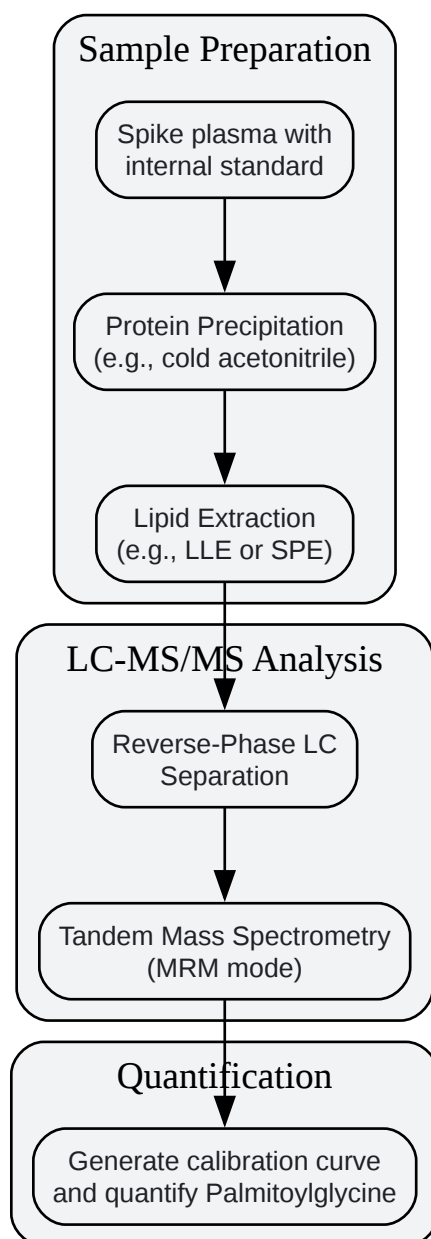 Sample Preparation
Spike plasma with
internal standard
Protein Precipitation
(e.g., cold acetonitrile)
Lipid Extraction
(e.g., LLE or SPE)
LC-MS/MS Analysis
Reverse-Phase LC
Separation
Tandem Mass Spectrometry
(MRM mode)
Quantification
Generate calibration curve
and quantify Palmitoylglycine